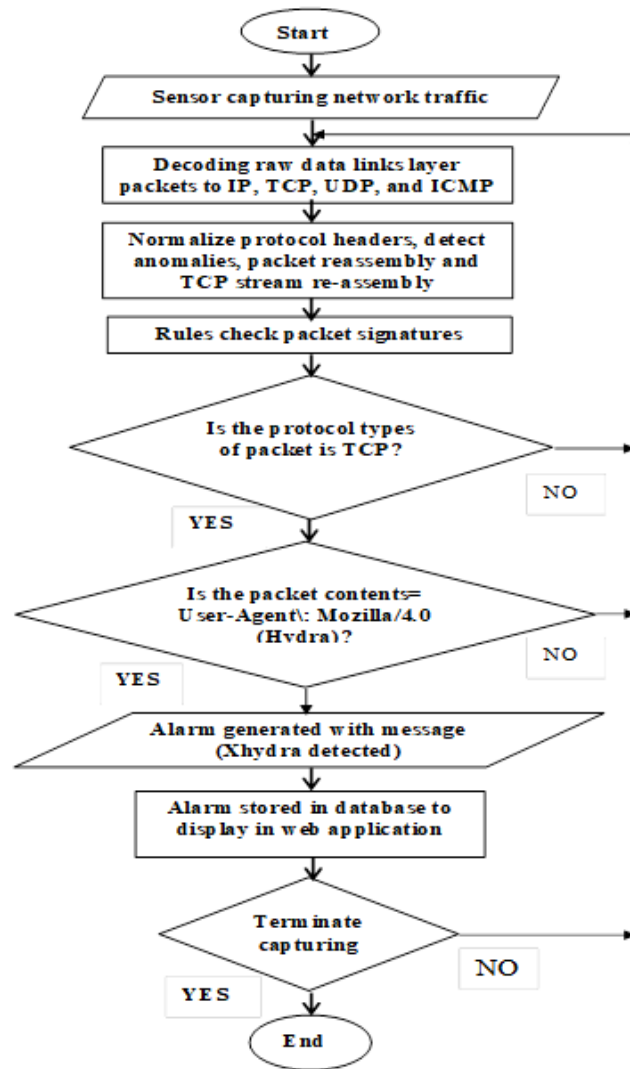 Start
Sensor capturing network traffic
Decoding raw data links layer
packets to IP, TCP, UDP, and ICMP
Normalize protocol headers, detect
anomalies, packet reassembly and
TCP stream re-assembly
Rules check packet signatures
Is the protocol types
of packet is TCP?
NO
YES
Is the packet contents=
User-Agent\: Mozilla/4.0
(Hydra)?
NO
YES
Alarm generated with message
(Xhydra detected)
Alarm stored in database to
display in web application
Terminate
capturing
NO
YES
End